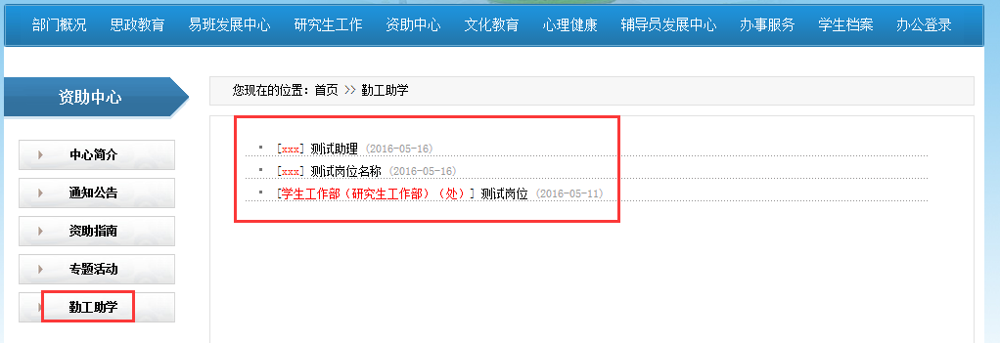 部门概况 思政教育 易班发展中心 研究生工作 资助中心 文化教育 心理健康 辅导员发展中心 办事服务 学生档案 办公登录
资助中心
中心简介
通知公告
资助指南
专题活动
勤工助学
您现在的位置：首页 >> 勤工助学
[xxx] 测试助理 (2016-05-16)
[xxx] 测试岗位名称 (2016-05-16)
[学生工作部（研究生工作部）（处）] 测试岗位 (2016-05-11)